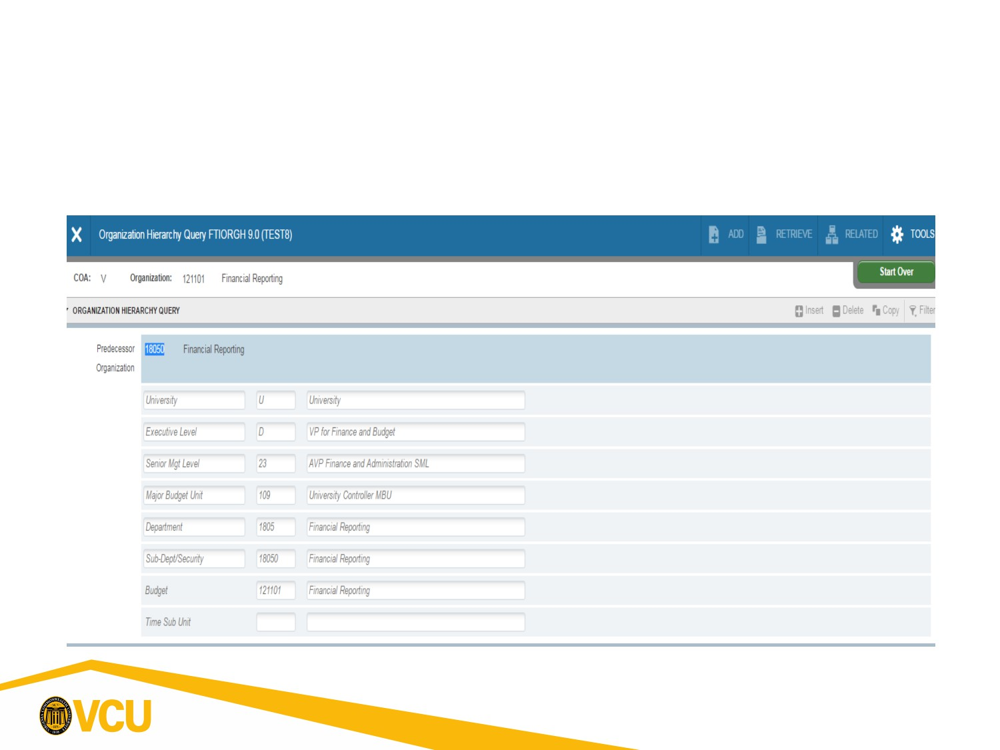 Organization Hierarchy Query FTIORGH 9.0 (TEST8) ADD RETRIEVE RELATED TOOLS
COA: V Organization: 121101 Financial Reporting Start Over
ORGANIZATION HIERARCHY QUERY Insert Delete Copy Filter
Predecessor 18050 Financial Reporting
Organization
University U University
Executive Level D VP for Finance and Budget
Senior Mgt Level 23 AVP Finance and Administration SML
Major Budget Unit 109 University Controller MBU
Department 1805 Financial Reporting
Sub-Dept/Security 18050 Financial Reporting
Budget 121101 Financial Reporting
Time Sub Unit
VCU